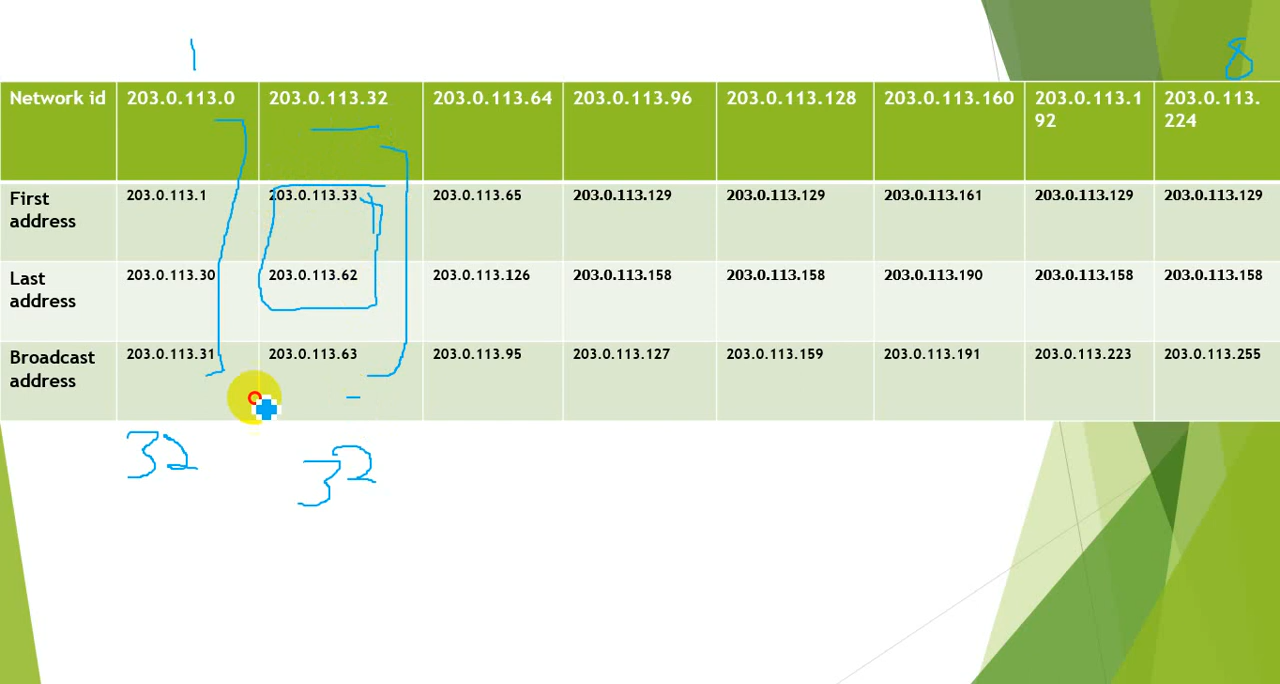 1
8
Network id 203.0.113.0 203.0.113.32 203.0.113.64 203.0.113.96 203.0.113.128 203.0.113.160 203.0.113.1 203.0.113.
92 224
First 203.0.113.1 203.0.113.33 203.0.113.65 203.0.113.129 203.0.113.129 203.0.113.161 203.0.113.129 203.0.113.129
address
Last 203.0.113.30 203.0.113.62 203.0.113.126 203.0.113.158 203.0.113.158 203.0.113.190 203.0.113.158 203.0.113.158
address
Broadcast 203.0.113.31 203.0.113.63 203.0.113.95 203.0.113.127 203.0.113.159 203.0.113.191 203.0.113.223 203.0.113.255
address
32 32